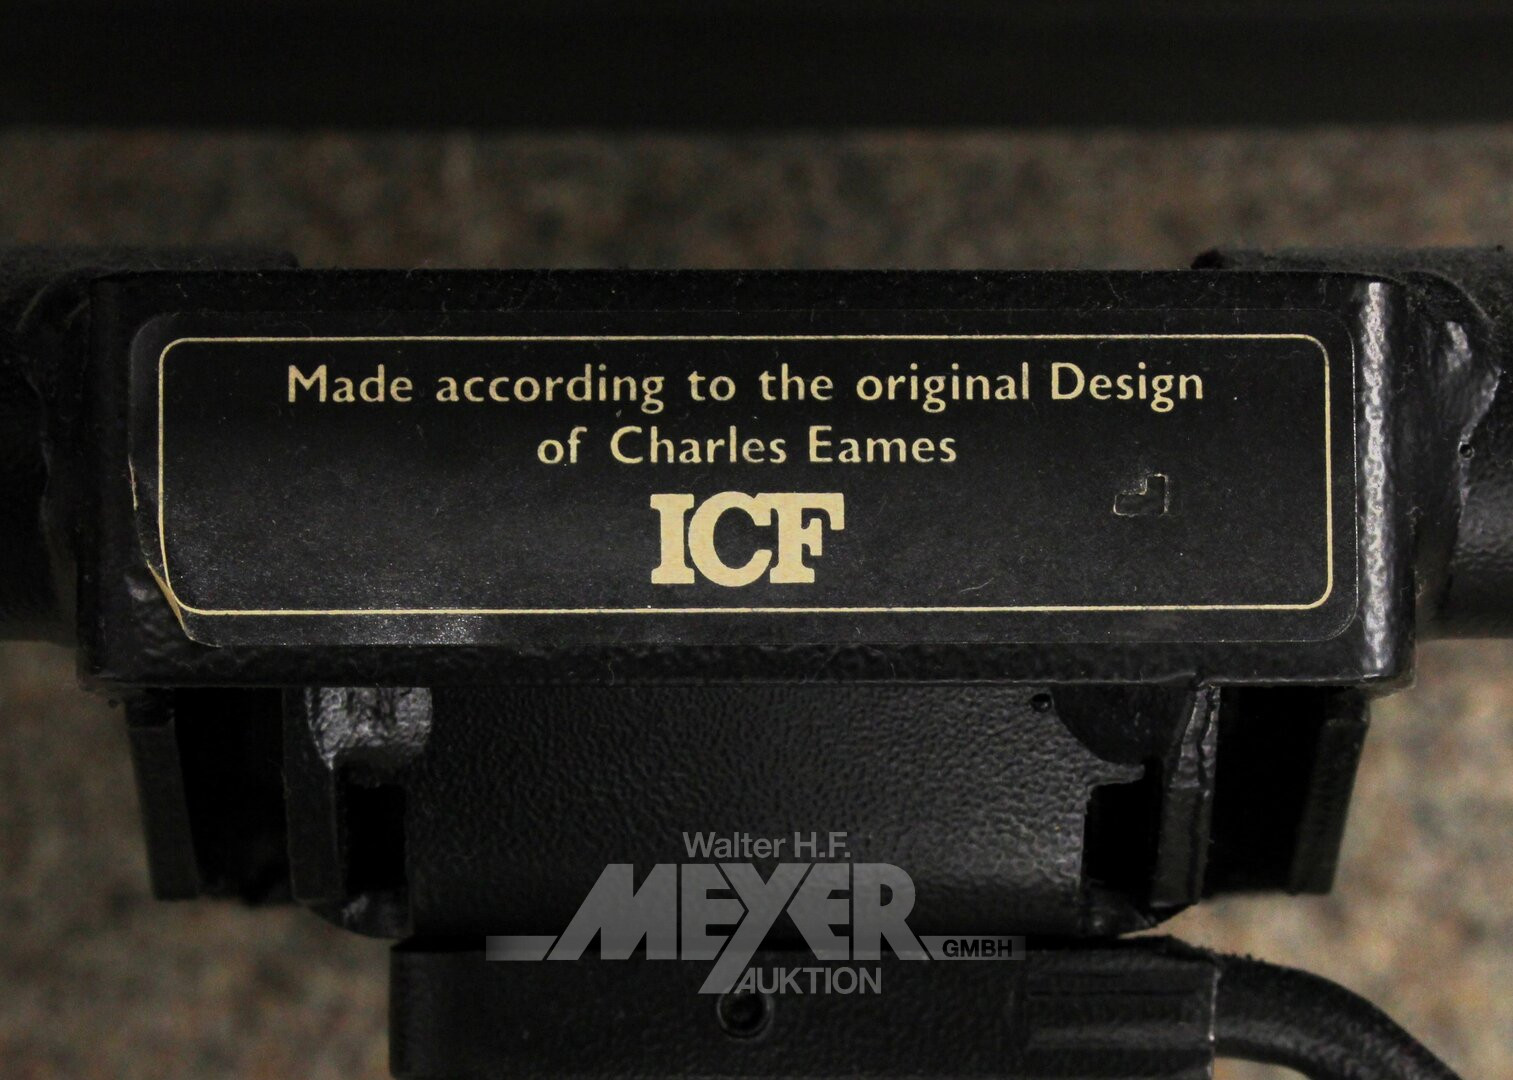 Made according to the original Design
of Charles Eames
ICF
Walter H.F.
MEYER
GMBH
AUKTION